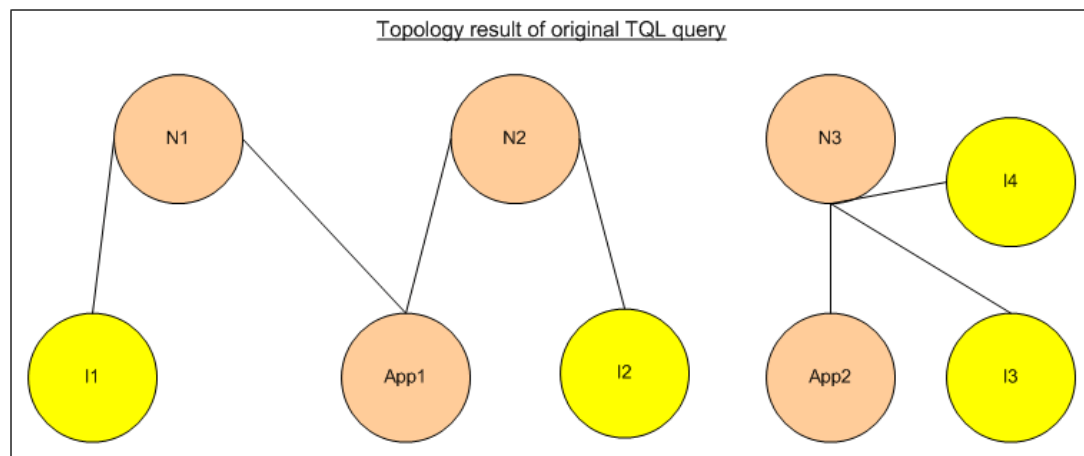 Topology result of original TQL query
N1
N2
N3
I4
I1
App1
I2
App2
I3